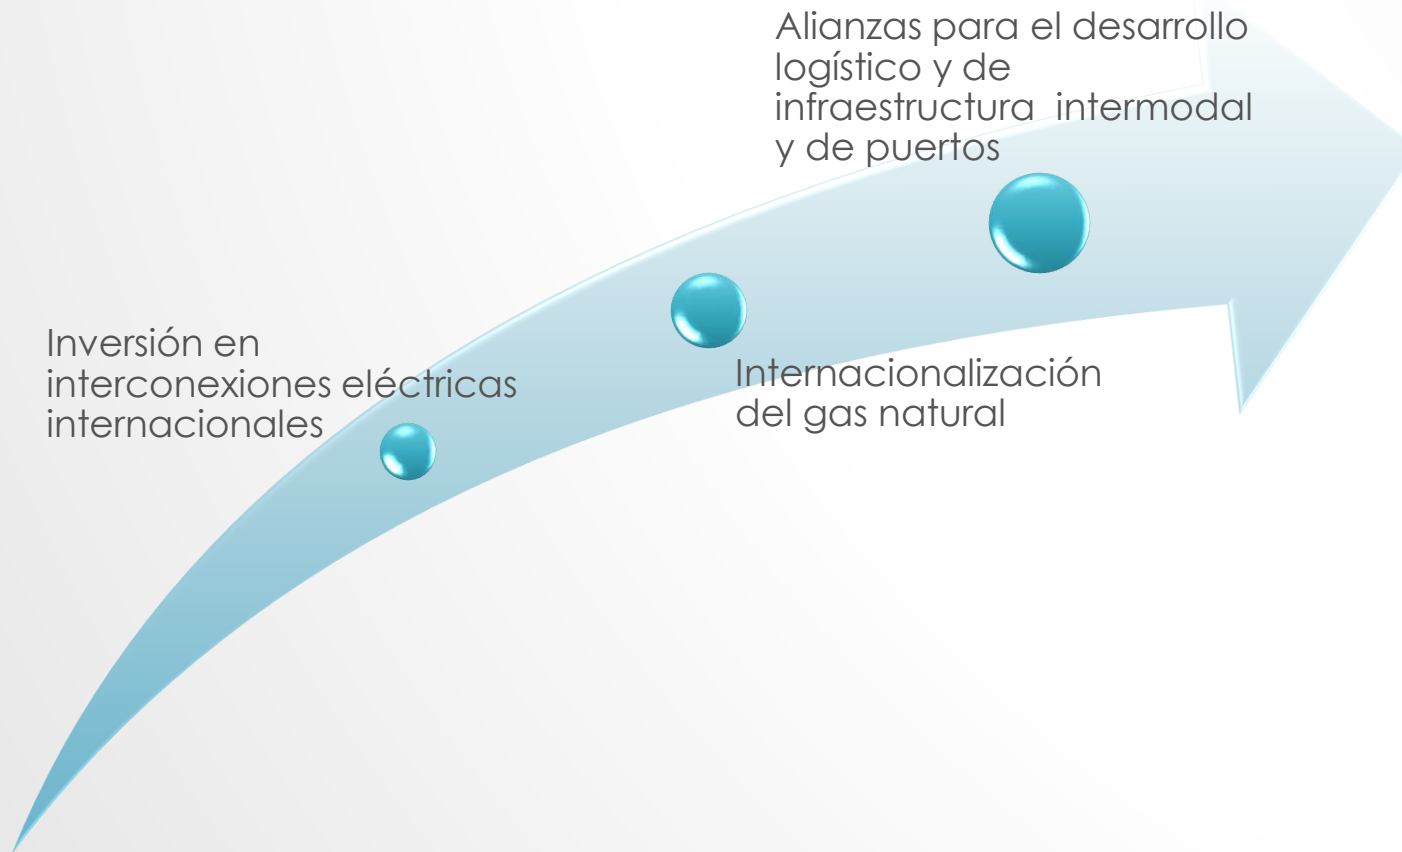 Alianzas para el desarrollo
logístico y de
infraestructura intermodal
y de puertos
Inversión en
interconexiones eléctricas
internacionales
Internacionalización
del gas natural